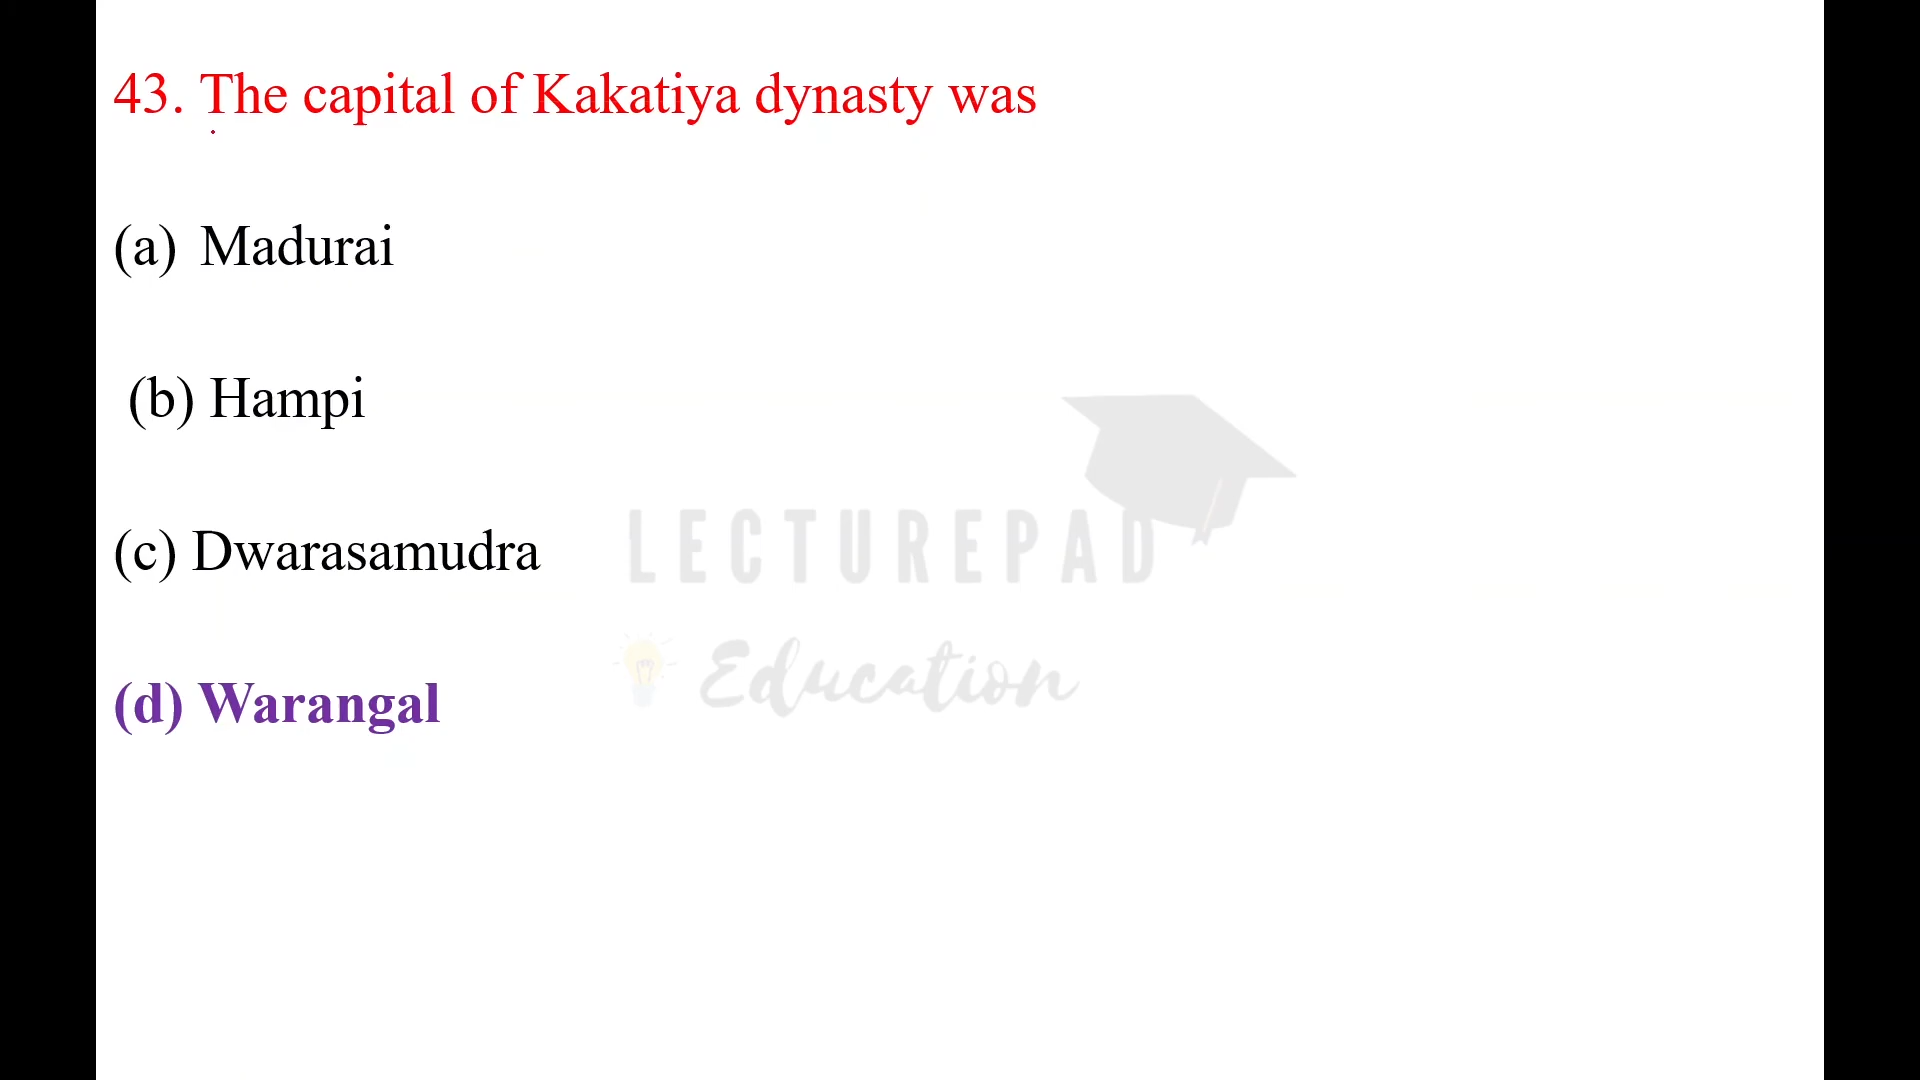 43. The capital of Kakatiya dynasty was
(a) Madurai
(b) Hampi
(c) Dwarasamudra
LECTUREPAD
Education
(d) Warangal